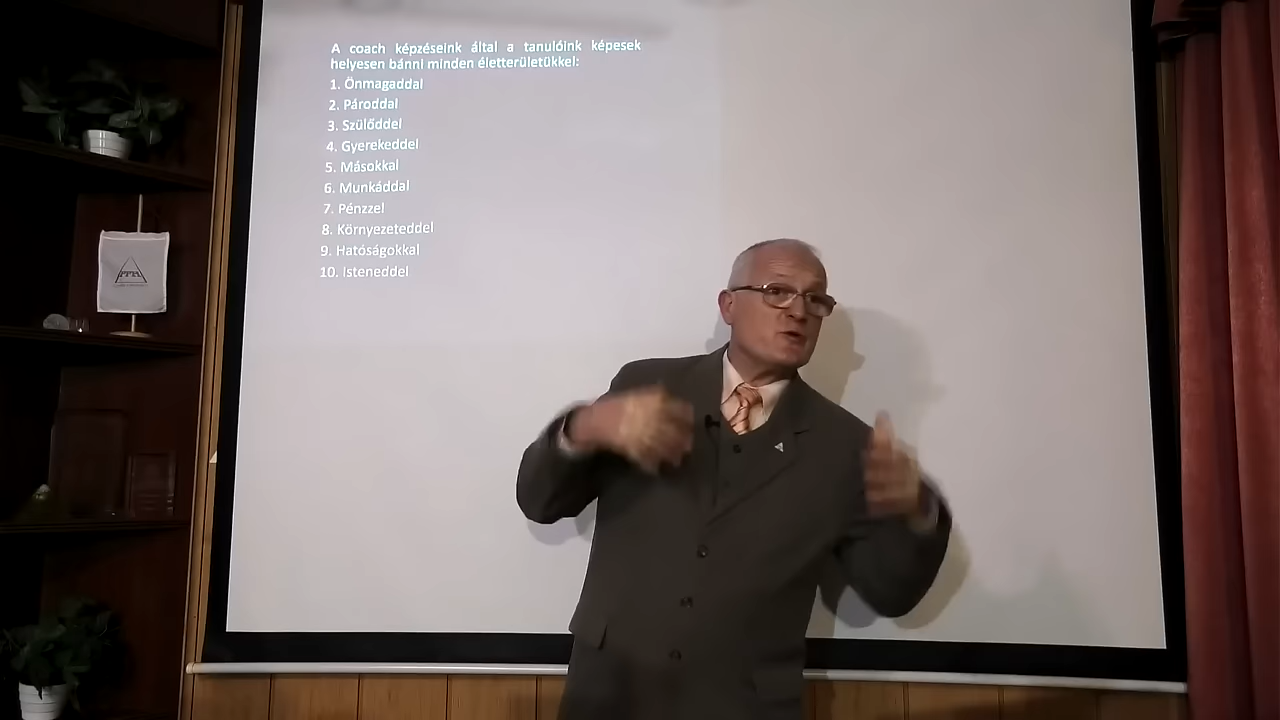 A coach képzéseink által a tanulóink képesek
helyesen bánni minden életterületükkel:
1. Önmagaddal
2. Pároddal
3. Szülőddel
4. Gyerekeddel
5. Másokkal
6. Munkáddal
7. Pénzzel
8. Környezeteddel
9. Hatóságokkal
10. Isteneddel